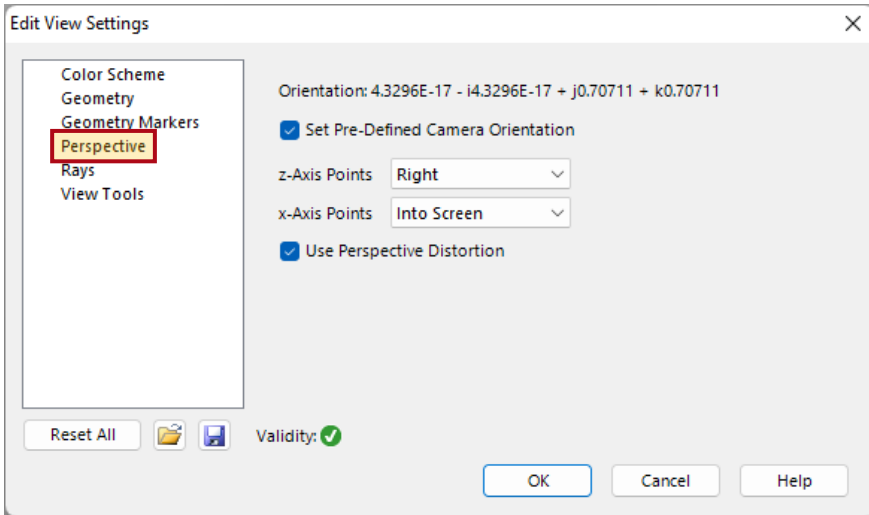 Edit View Settings
Color Scheme
Geometry
Geometry Markers
Perspective
Rays
View Tools
Orientation: 4.3296E-17 - i4.3296E-17 + j0.70711 + k0.70711
Set Pre-Defined Camera Orientation
z-Axis Points Right
x-Axis Points Into Screen
Use Perspective Distortion
Reset All Validity:
OK Cancel Help